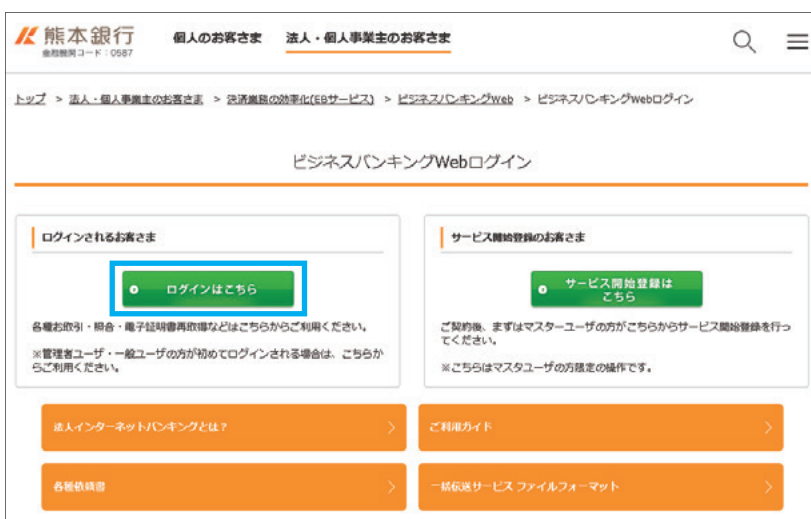 熊本銀行
金融機関コード：0587
個人のお客さま 法人・個人事業主のお客さま
トップ > 法人・個人事業主のお客さま > 決済業務の効率化(EBサービス) > ビジネスバンキングWeb > ビジネスバンキングWebログイン
ビジネスバンキングWebログイン
ログインされるお客さま
ログインはこちら
各種お取引・照合・電子証明書再取得などはこちらからご利用ください。
※管理者ユーザ・一般ユーザの方が初めてログインされる場合は、こちらか
らご利用ください。
サービス開始登録のお客さま
サービス開始登録は
こちら
ご契約後、まずはマスターユーザの方がこちらからサービス開始登録を行っ
てください。
※こちらはマスタユーザの方限定の操作です。
法人インターネットバンキングとは？
ご利用ガイド
各種依頼書
一括伝送サービス ファイルフォーマット